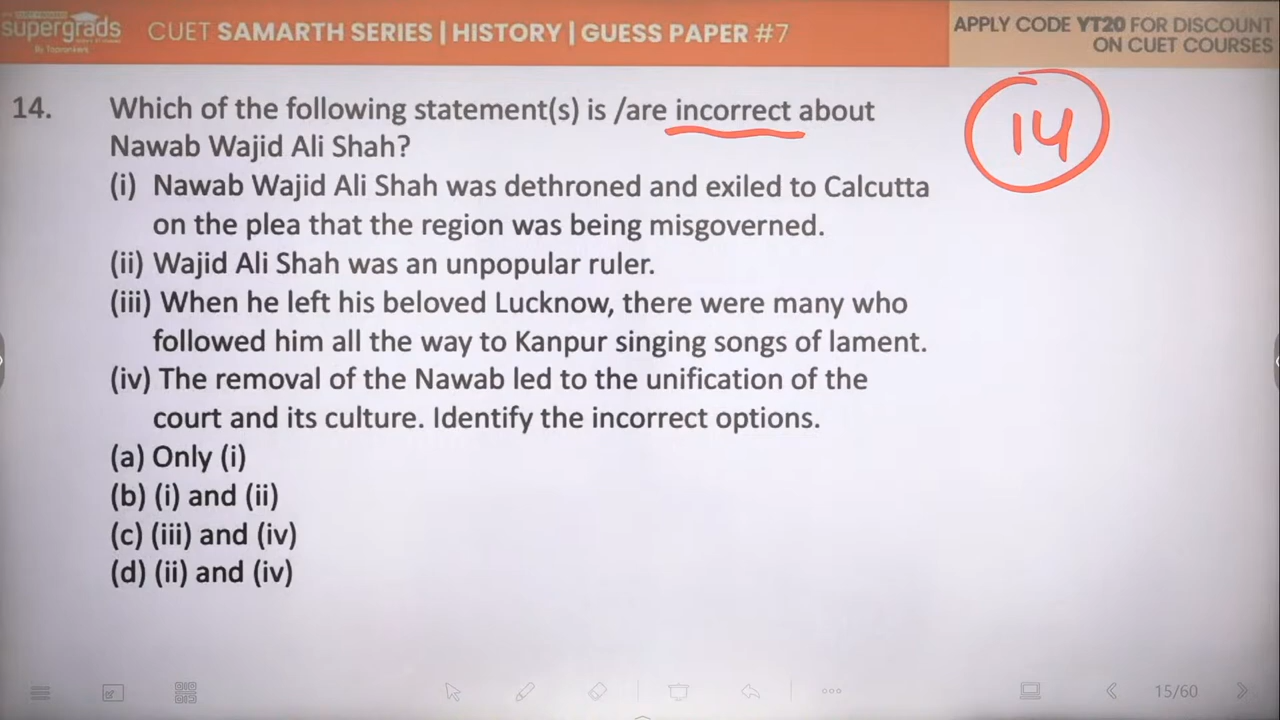 supergrads
By Toprankers
CUET SAMARTH SERIES | HISTORY | GUESS PAPER #7
APPLY CODE YT20 FOR DISCOUNT
ON CUET COURSES
14
14. Which of the following statement(s) is /are incorrect about
Nawab Wajid Ali Shah?
(i) Nawab Wajid Ali Shah was dethroned and exiled to Calcutta
on the plea that the region was being misgoverned.
(ii) Wajid Ali Shah was an unpopular ruler.
(iii) When he left his beloved Lucknow, there were many who
followed him all the way to Kanpur singing songs of lament.
(iv) The removal of the Nawab led to the unification of the
court and its culture. Identify the incorrect options.
(a) Only (i)
(b) (i) and (ii)
(c) (iii) and (iv)
(d) (ii) and (iv)
15/60